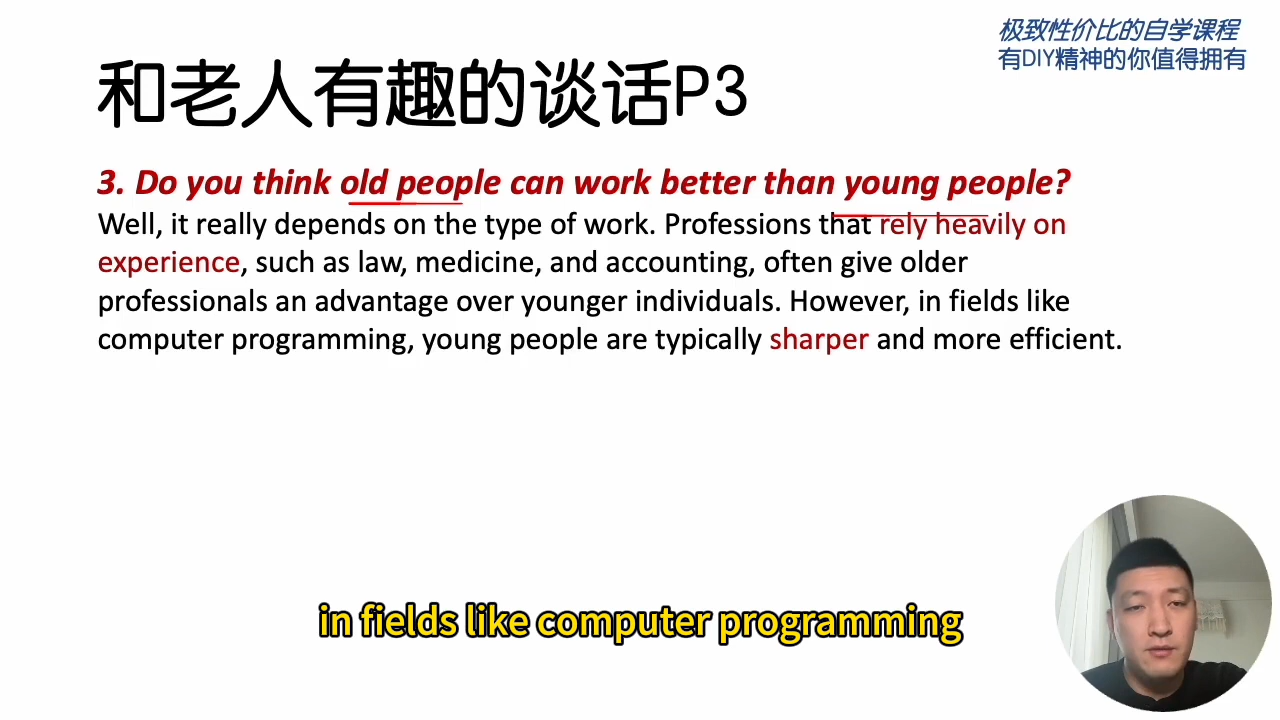 极致性价比的自学课程
有DIY精神的你值得拥有
和老人有趣的谈话P3
3. Do you think old people can work better than young people?
Well, it really depends on the type of work. Professions that rely heavily on
experience, such as law, medicine, and accounting, often give older
professionals an advantage over younger individuals. However, in fields like
computer programming, young people are typically sharper and more efficient.
in fields like computer programming